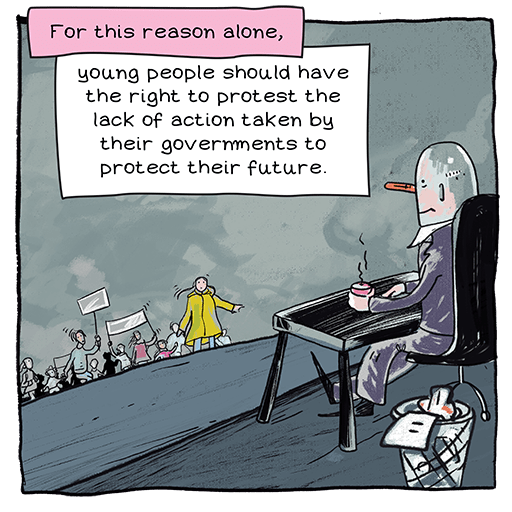 For this reason alone,
young people should have
the right to protest the
lack of action taken by
their governments to
protect their future.